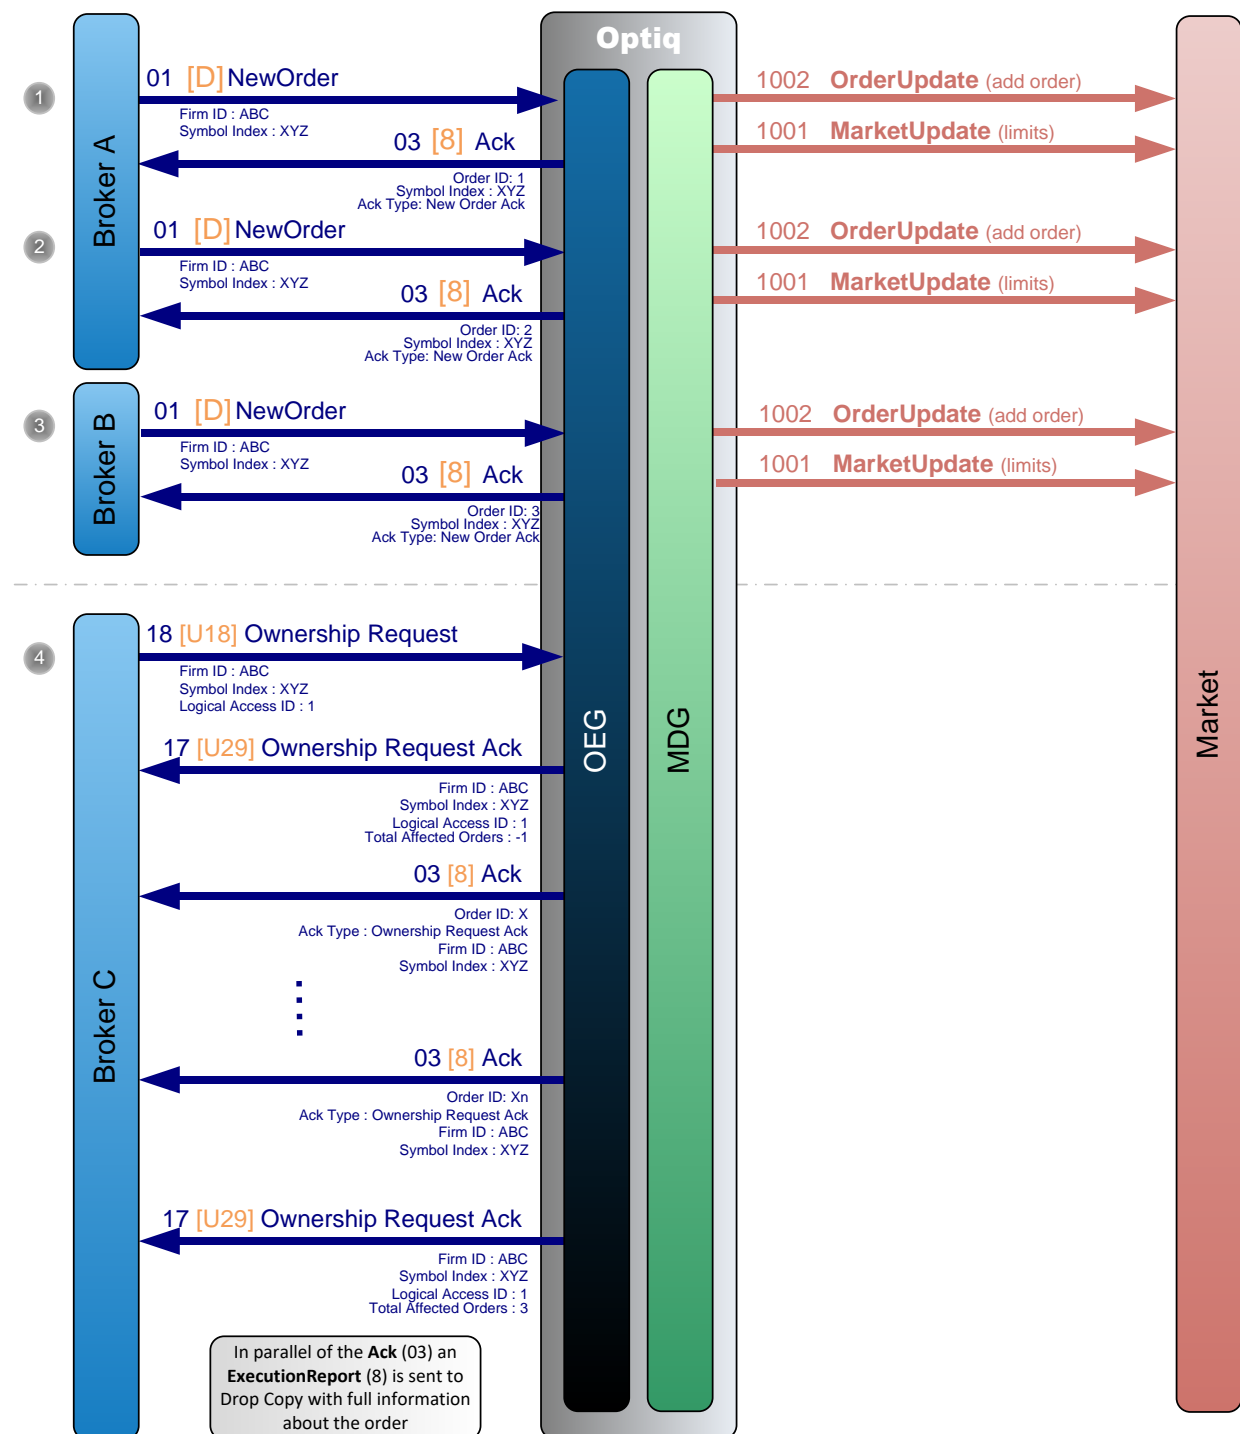 Optiq
1
Broker A
01 [D] NewOrder
Firm ID : ABC
Symbol Index : XYZ
1002 OrderUpdate (add order)
1001 MarketUpdate (limits)
03 [8] Ack
Order ID: 1
Symbol Index : XYZ
Ack Type: New Order Ack
2
01 [D] NewOrder
Firm ID : ABC
Symbol Index : XYZ
1002 OrderUpdate (add order)
1001 MarketUpdate (limits)
03 [8] Ack
Order ID: 2
Symbol Index : XYZ
Ack Type: New Order Ack
3
Broker B
01 [D] NewOrder
Firm ID : ABC
Symbol Index : XYZ
1002 OrderUpdate (add order)
1001 MarketUpdate (limits)
03 [8] Ack
Order ID: 3
Symbol Index : XYZ
Ack Type: New Order Ack
4
Broker C
18 [U18] Ownership Request
Firm ID : ABC
Symbol Index : XYZ
Logical Access ID : 1
OEG
MDG
Market
17 [U29] Ownership Request Ack
Firm ID : ABC
Symbol Index : XYZ
Logical Access ID : 1
Total Affected Orders : -1
03 [8] Ack
Order ID: X
Ack Type : Ownership Request Ack
Firm ID : ABC
Symbol Index : XYZ
03 [8] Ack
Order ID: Xn
Ack Type : Ownership Request Ack
Firm ID : ABC
Symbol Index : XYZ
17 [U29] Ownership Request Ack
Firm ID : ABC
Symbol Index : XYZ
Logical Access ID : 1
Total Affected Orders : 3
In parallel of the Ack (03) an
ExecutionReport (8) is sent to
Drop Copy with full information
about the order